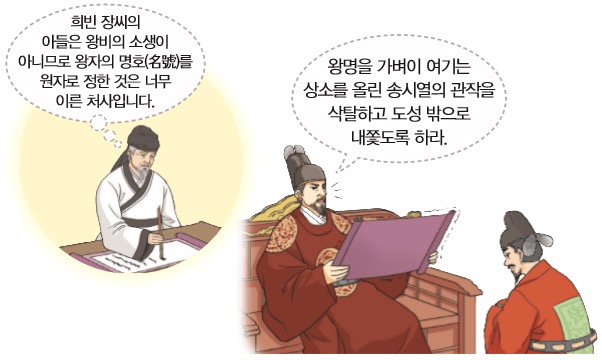 희빈 장씨의
아들은 왕비의 소생이
아니므로 왕자의 명호(名號)를
원자로 정한 것은 너무
이른 처사입니다.
왕명을 가벼이 여기는
상소를 올린 송시열의 관작을
삭탈하고 도성 밖으로
내쫓도록 하라.